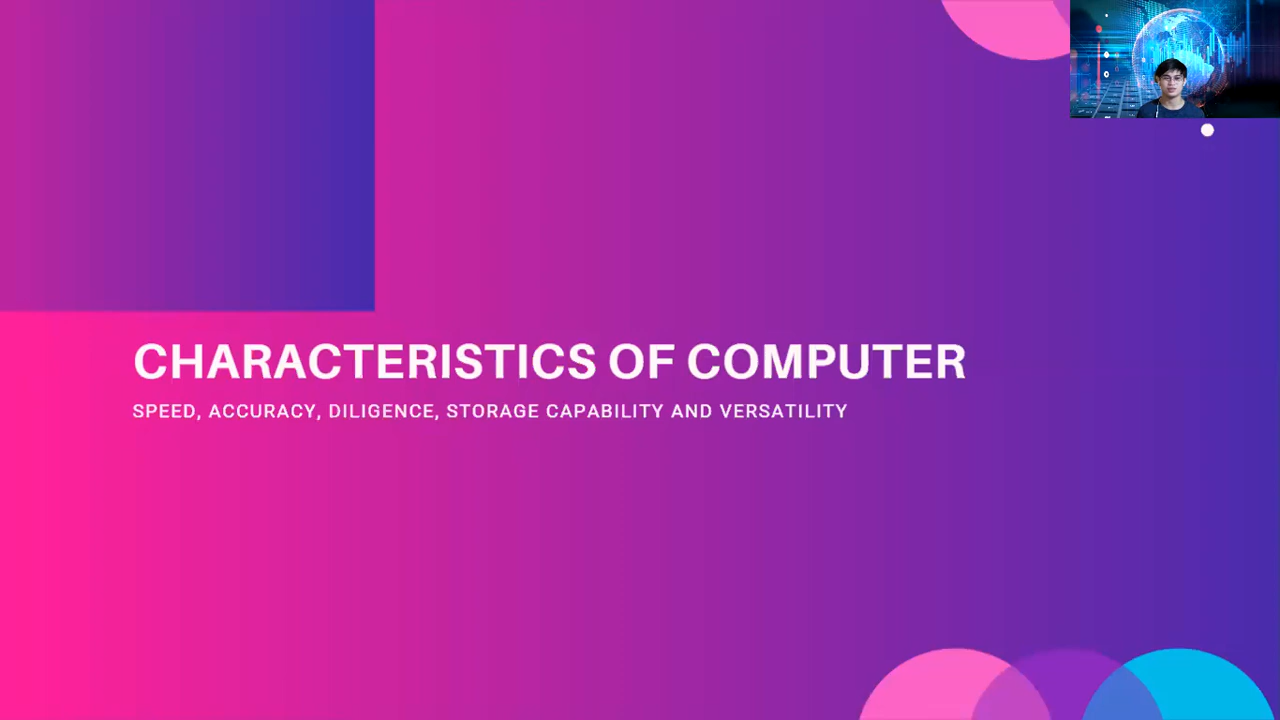 CHARACTERISTICS OF COMPUTER
SPEED, ACCURACY, DILIGENCE, STORAGE CAPABILITY AND VERSATILITY